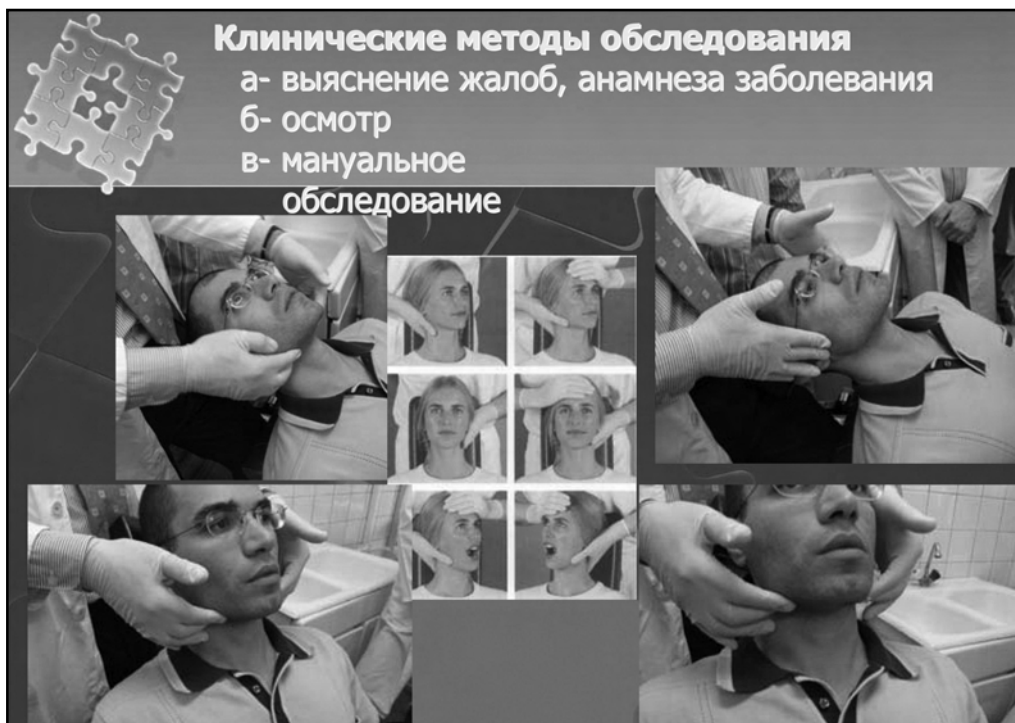 Клинические методы обследования
а- выяснение жалоб, анамнеза заболевания
б- осмотр
в- мануальное
обследование